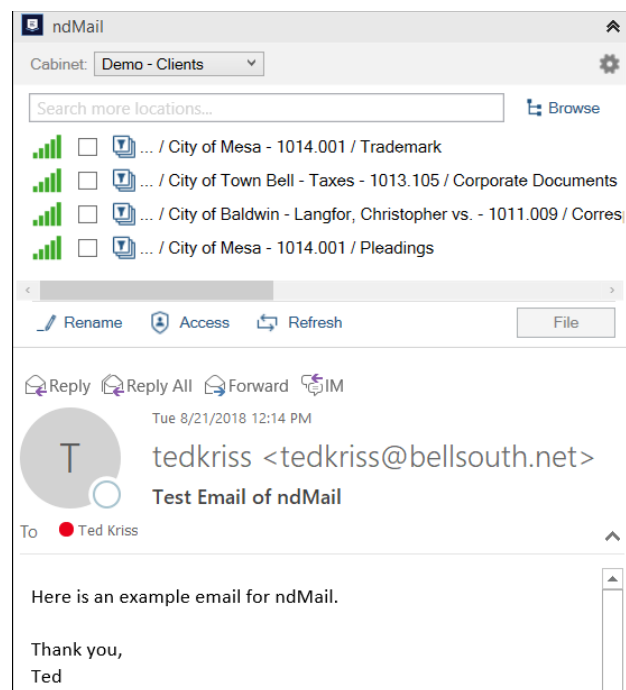 ndMail
Cabinet: Demo - Clients
Search more locations...
Browse
... / City of Mesa - 1014.001 / Trademark
... / City of Town Bell - Taxes - 1013.105 / Corporate Documents
... / City of Baldwin - Langfor, Christopher vs. - 1011.009 / Corres
... / City of Mesa - 1014.001 / Pleadings
Rename Access Refresh File
Reply Reply All Forward IM
Tue 8/21/2018 12:14 PM
T
tedkriss <tedkriss@bellsouth.net>
Test Email of ndMail
To Ted Kriss
Here is an example email for ndMail.
Thank you,
Ted